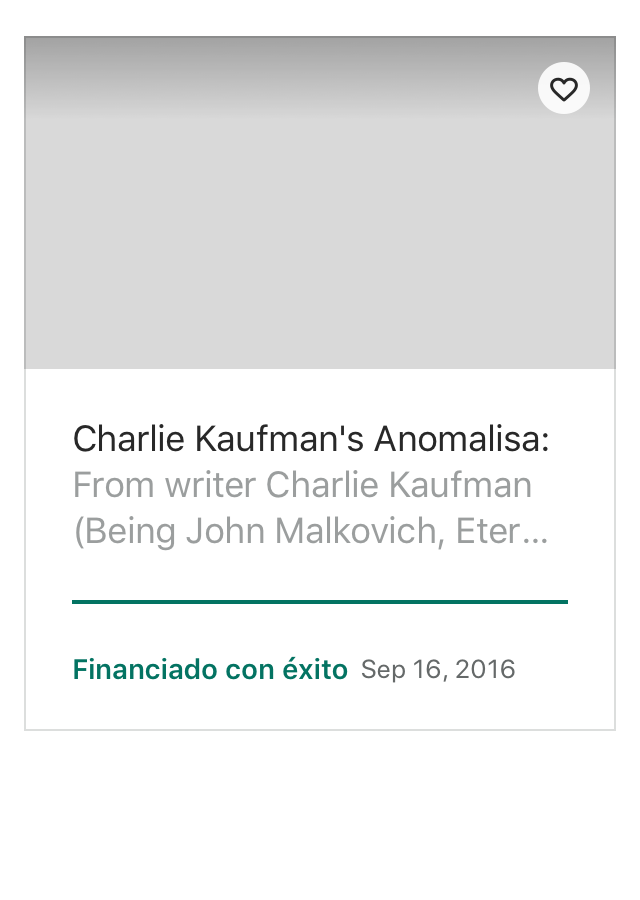 Charlie Kaufman's Anomalisa:
From writer Charlie Kaufman
(Being John Malkovich, Eter…
Financiado con éxito Sep 16, 2016